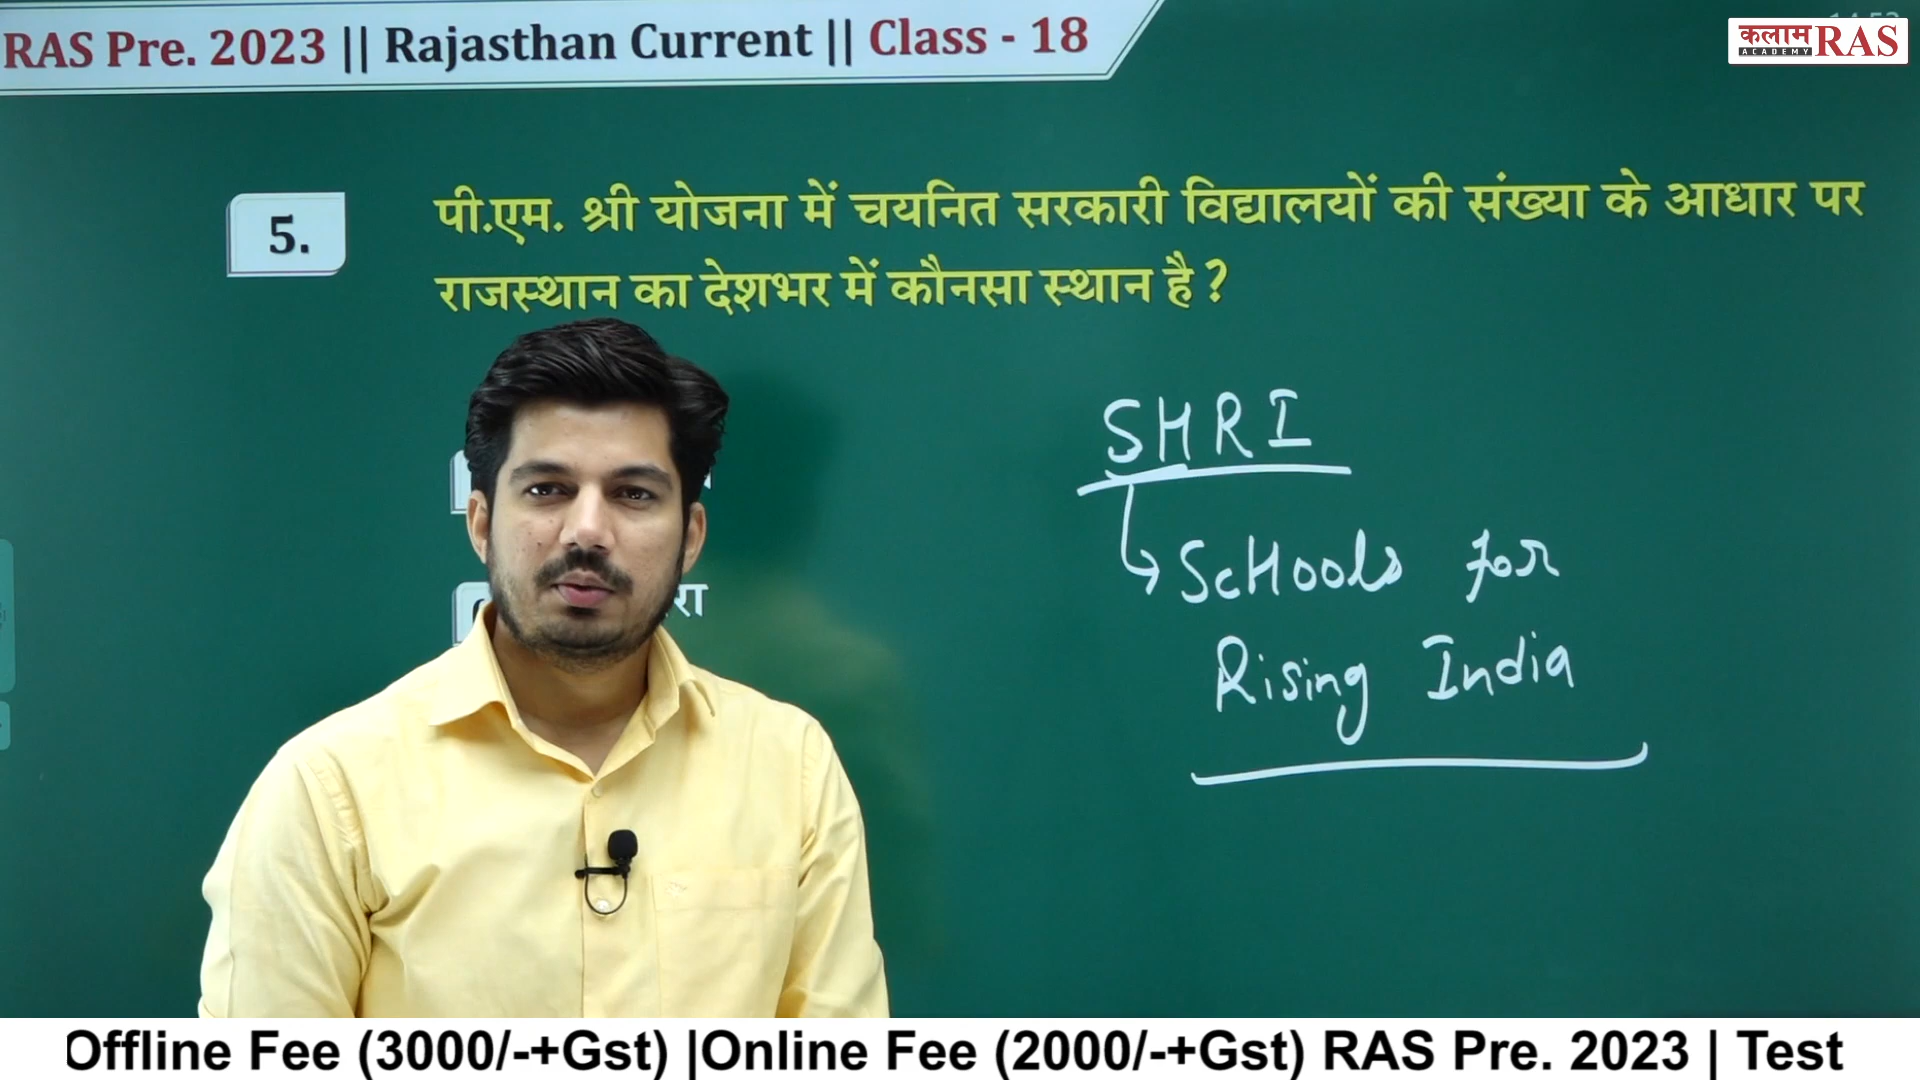 RAS Pre. 2023 || Rajasthan Current || Class - 18
कलाम RAS
ACADEMY
5.
पी.एम. श्री योजना में चयनित सरकारी विद्यालयों की संख्या के आधार पर
राजस्थान का देशभर में कौनसा स्थान है ?
SHRI
Schools for
Rising India
Offline Fee (3000/-+Gst) |Online Fee (2000/-+Gst) RAS Pre. 2023 | Test